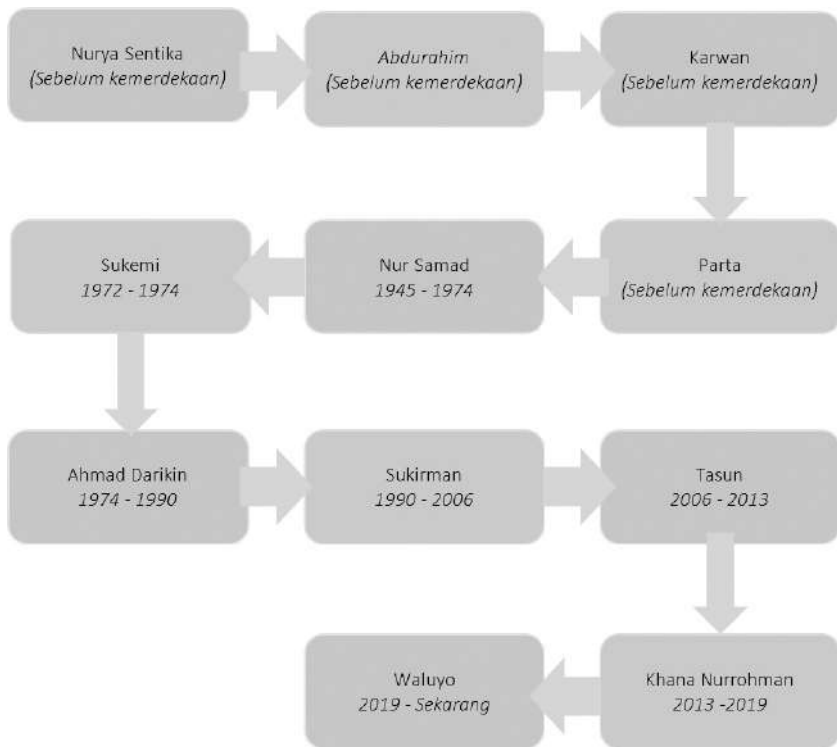 Nurya Sentika
(Sebelum kemerdekaan)
Abdurahim
(Sebelum kemerdekaan)
Karwan
(Sebelum kemerdekaan)
Parta
(Sebelum kemerdekaan)
Nur Samad
1945 - 1974
Sukemi
1972 - 1974
Ahmad Darikin
1974 - 1990
Sukirman
1990 - 2006
Tasun
2006 - 2013
Khana Nurrohman
2013 -2019
Waluyo
2019 - Sekarang